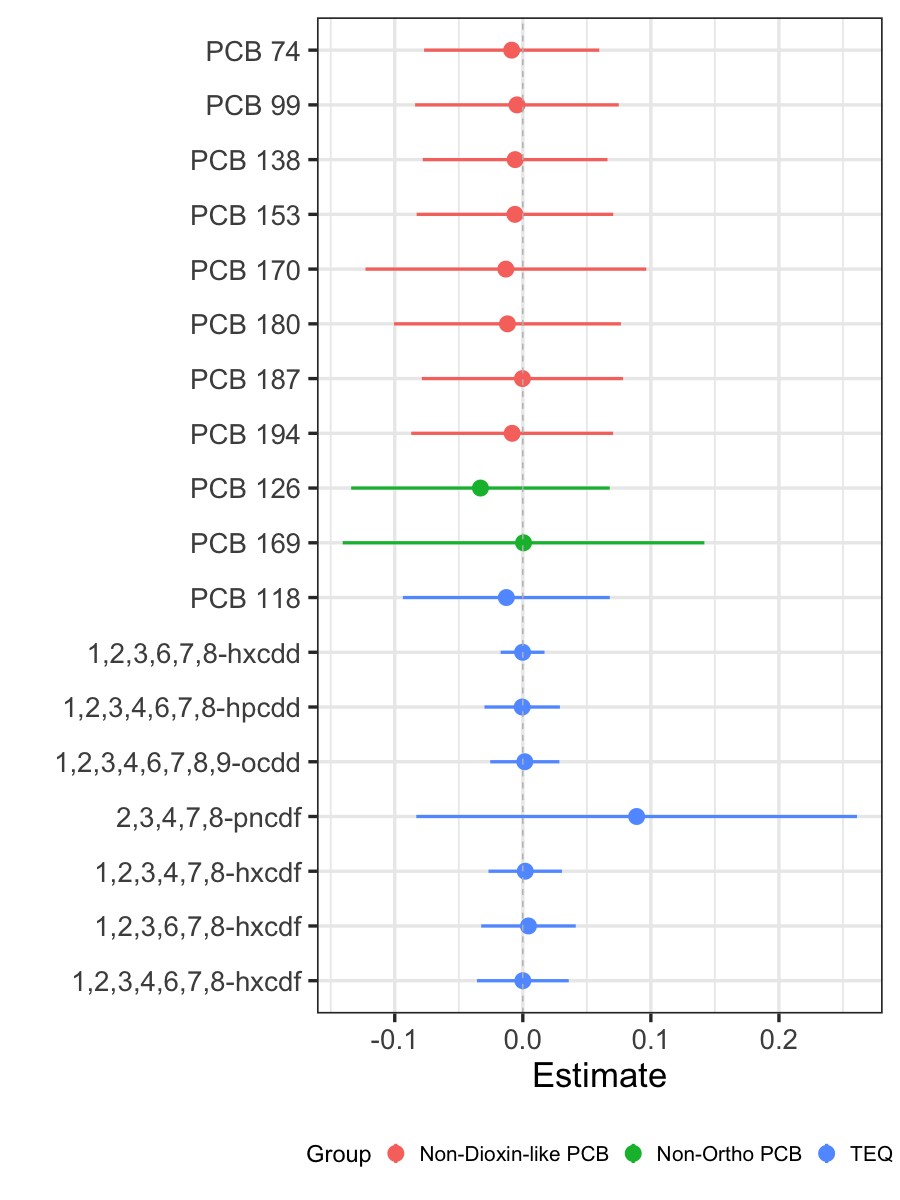 PCB 74
PCB 99
PCB 138
PCB 153
PCB 170
PCB 180
PCB 187
PCB 194
PCB 126
PCB 169
PCB 118
1,2,3,6,7,8-hxcdd
1,2,3,4,6,7,8-hpcdd
1,2,3,4,6,7,8,9-ocdd
2,3,4,7,8-pncdf
1,2,3,4,7,8-hxcdf
1,2,3,6,7,8-hxcdf
1,2,3,4,6,7,8-hxcdf
-0.1 0.0 0.1 0.2
Estimate
Group Non-Dioxin-like PCB Non-Ortho PCB TEQ